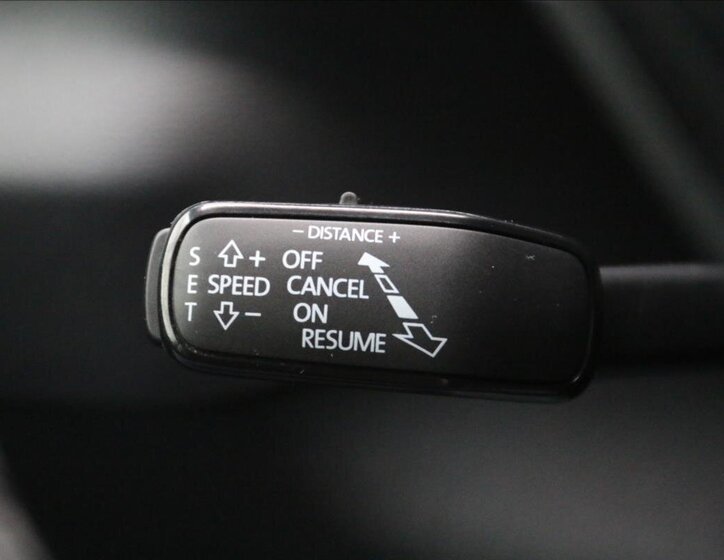 − DISTANCE +
S + OFF
E SPEED CANCEL
T − ON
RESUME